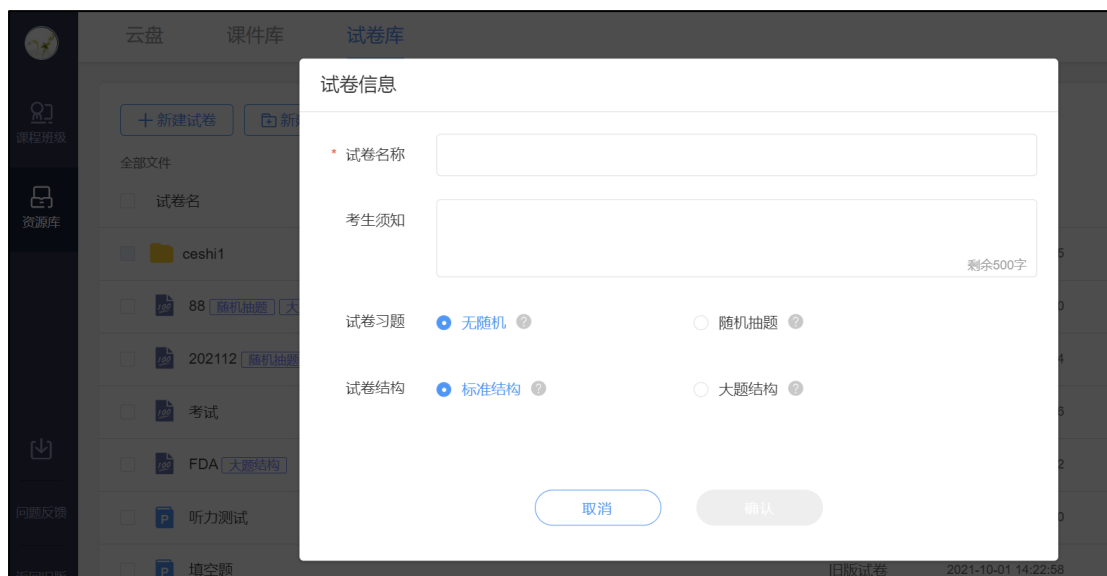 云盘 课件库 试卷库
课程班级
资源库
问题反馈
+ 新建试卷
全部文件
试卷名
ceshi1
88 随机抽题
202112 随机抽题
考试
FDA 大题结构
听力测试
填空题
旧版试卷 2021-10-01 14:22:58
试卷信息
* 试卷名称
考生须知
剩余500字
试卷习题 无随机 随机抽题
试卷结构 标准结构 大题结构
取消 确认